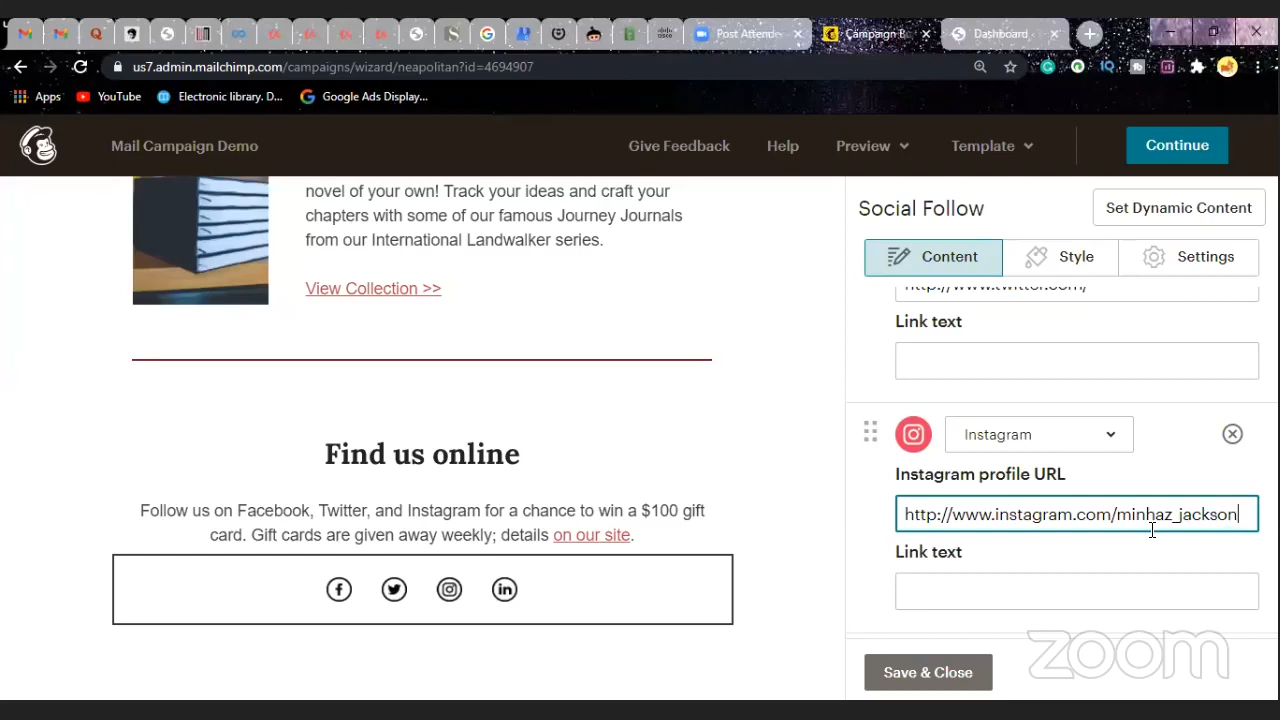 Post Attende
Campaign B
Dashboard
us7.admin.mailchimp.com/campaigns/wizard/neapolitan?id=4694907
Apps
YouTube
Electronic library. D...
Google Ads Display...
Mail Campaign Demo
Give Feedback
Help
Preview
Template
Continue
novel of your own! Track your ideas and craft your
chapters with some of our famous Journey Journals
from our International Landwalker series.
View Collection >>
Find us online
Follow us on Facebook, Twitter, and Instagram for a chance to win a $100 gift
card. Gift cards are given away weekly; details on our site.
Social Follow
Set Dynamic Content
Content
Style
Settings
http://www.twitter.com/
Link text
Instagram
Instagram profile URL
http://www.instagram.com/minhaz_jackson
Link text
Save & Close
zoom